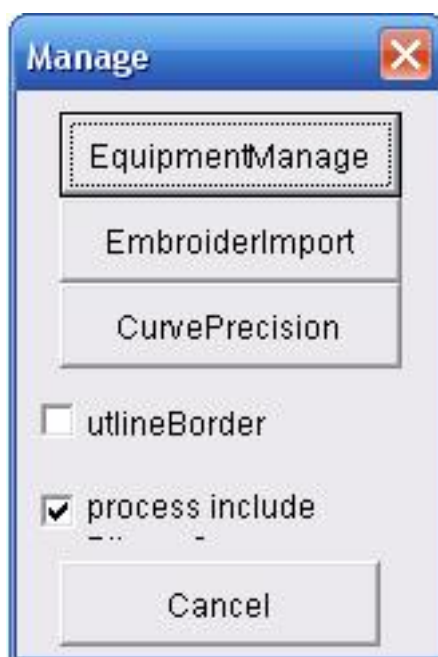 Manage
EquipmentManage
EmbroiderImport
CurvePrecision
utlineBorder
process include
Cancel